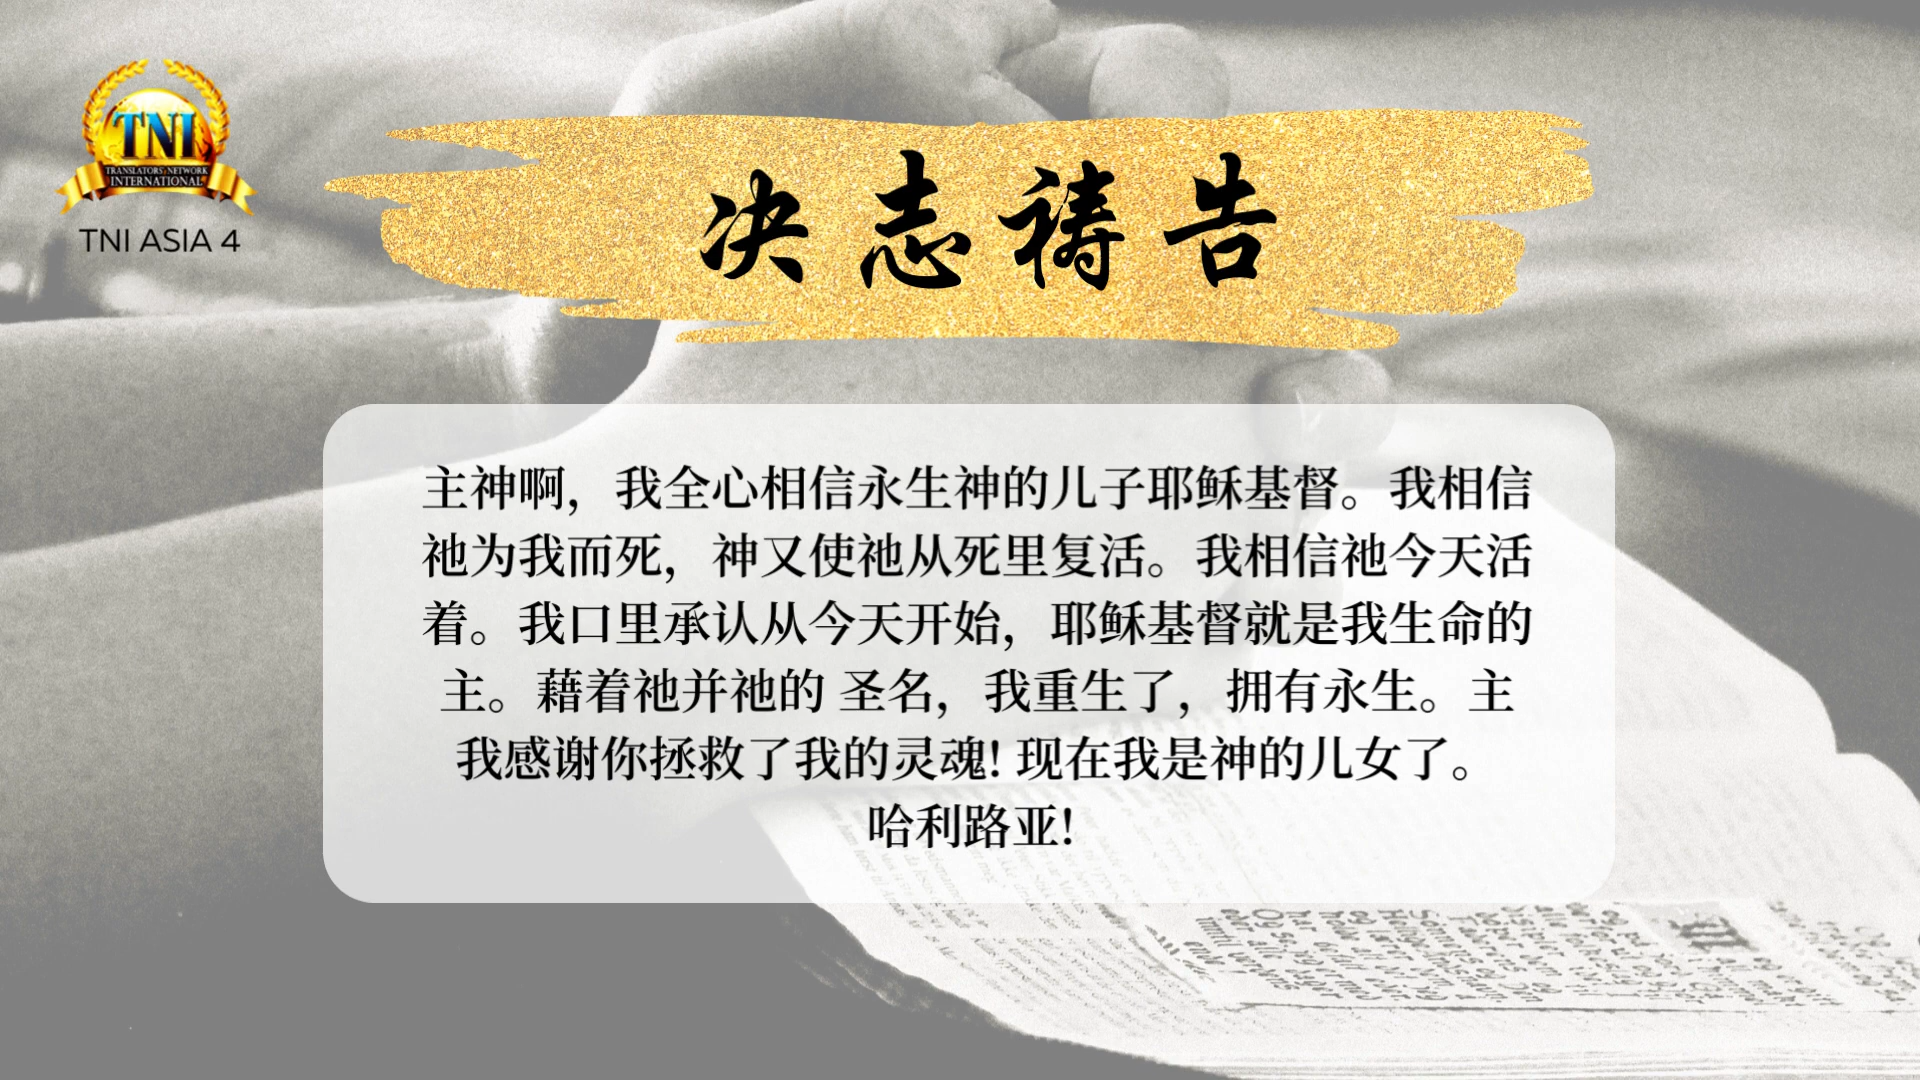 TNI
TRANSLATORS NETWORK
INTERNATIONAL
TNI ASIA 4
决志祷告
主神啊，我全心相信永生神的儿子耶稣基督。我相信
祂为我而死，神又使祂从死里复活。我相信祂今天活
着。我口里承认从今天开始，耶稣基督就是我生命的
主。藉着祂并祂的 圣名，我重生了，拥有永生。主
我感谢你拯救了我的灵魂! 现在我是神的儿女了。
哈利路亚!